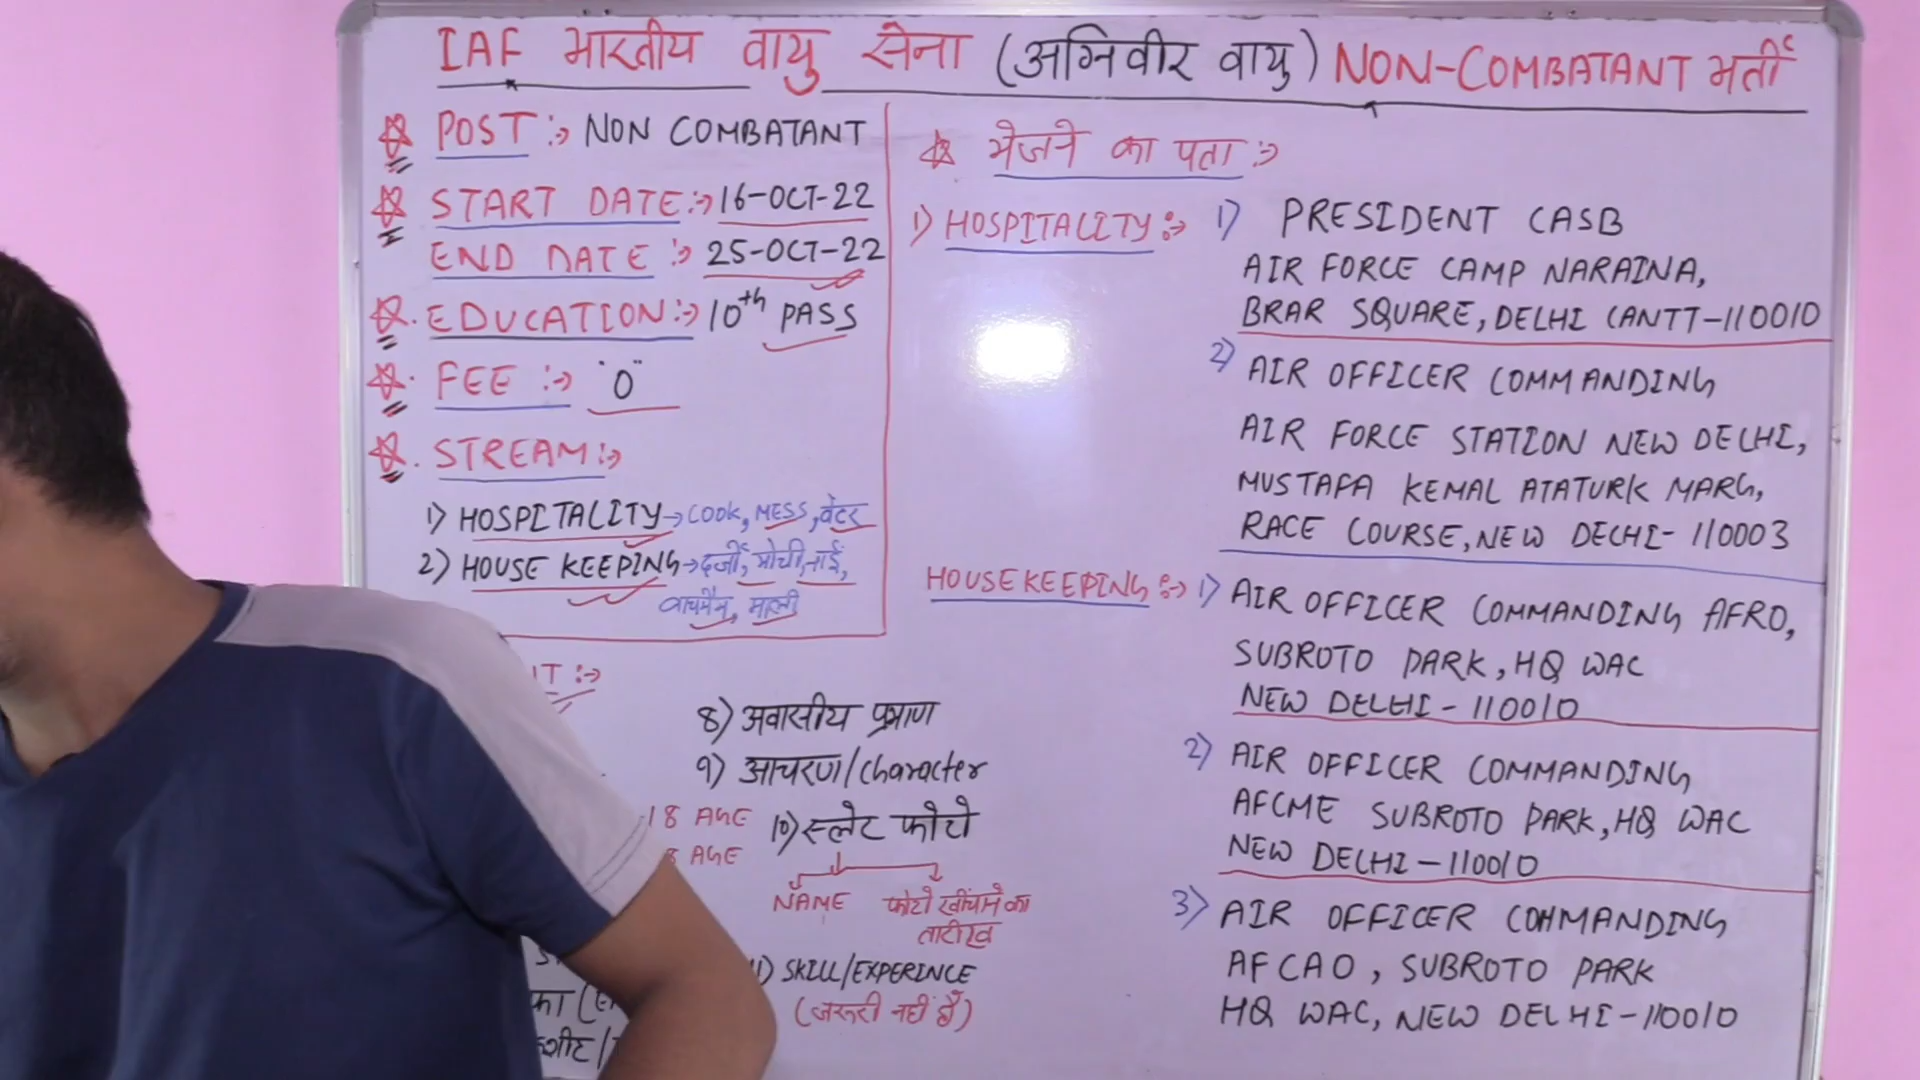 IAF भारतीय वायु सेना (अग्निवीर वायु) NON-COMBATANT भर्ती
POST :-> NON COMBATANT
START DATE :-> 16-OCT-22
END DATE :-> 25-OCT-22
EDUCATION :-> 10th PASS
FEE :-> "0"
STREAM :->
1) HOSPITALITY -> COOK, MESS, वेटर
2) HOUSE KEEPING -> दर्जी, मोची, नाई,
वाचमैन, माली
8) अवासीय प्रमाण
9) आचरण/character
18 AGE
AGE
10) स्लेट फोटो
NAME फोटो खींचने का
तारीख
11) SKILL/EXPERINCE
(जरूरी नहीं है)
भेजने का पता :->
1) HOSPITALITY :-> 1) PRESIDENT CASB
AIR FORCE CAMP NARAINA,
BRAR SQUARE, DELHI CANTT-110010
2) AIR OFFICER COMMANDING
AIR FORCE STATION NEW DELHI,
MUSTAFA KEMAL ATATURK MARG,
RACE COURSE, NEW DELHI- 110003
HOUSEKEEPING :-> 1) AIR OFFICER COMMANDING AFRO,
SUBROTO PARK, HQ WAC
NEW DELHI - 110010
2) AIR OFFICER COMMANDING
AFCME SUBROTO PARK, HQ WAC
NEW DELHI - 110010
3) AIR OFFICER COMMANDING
AFCAO, SUBROTO PARK
HQ WAC, NEW DELHI - 110010